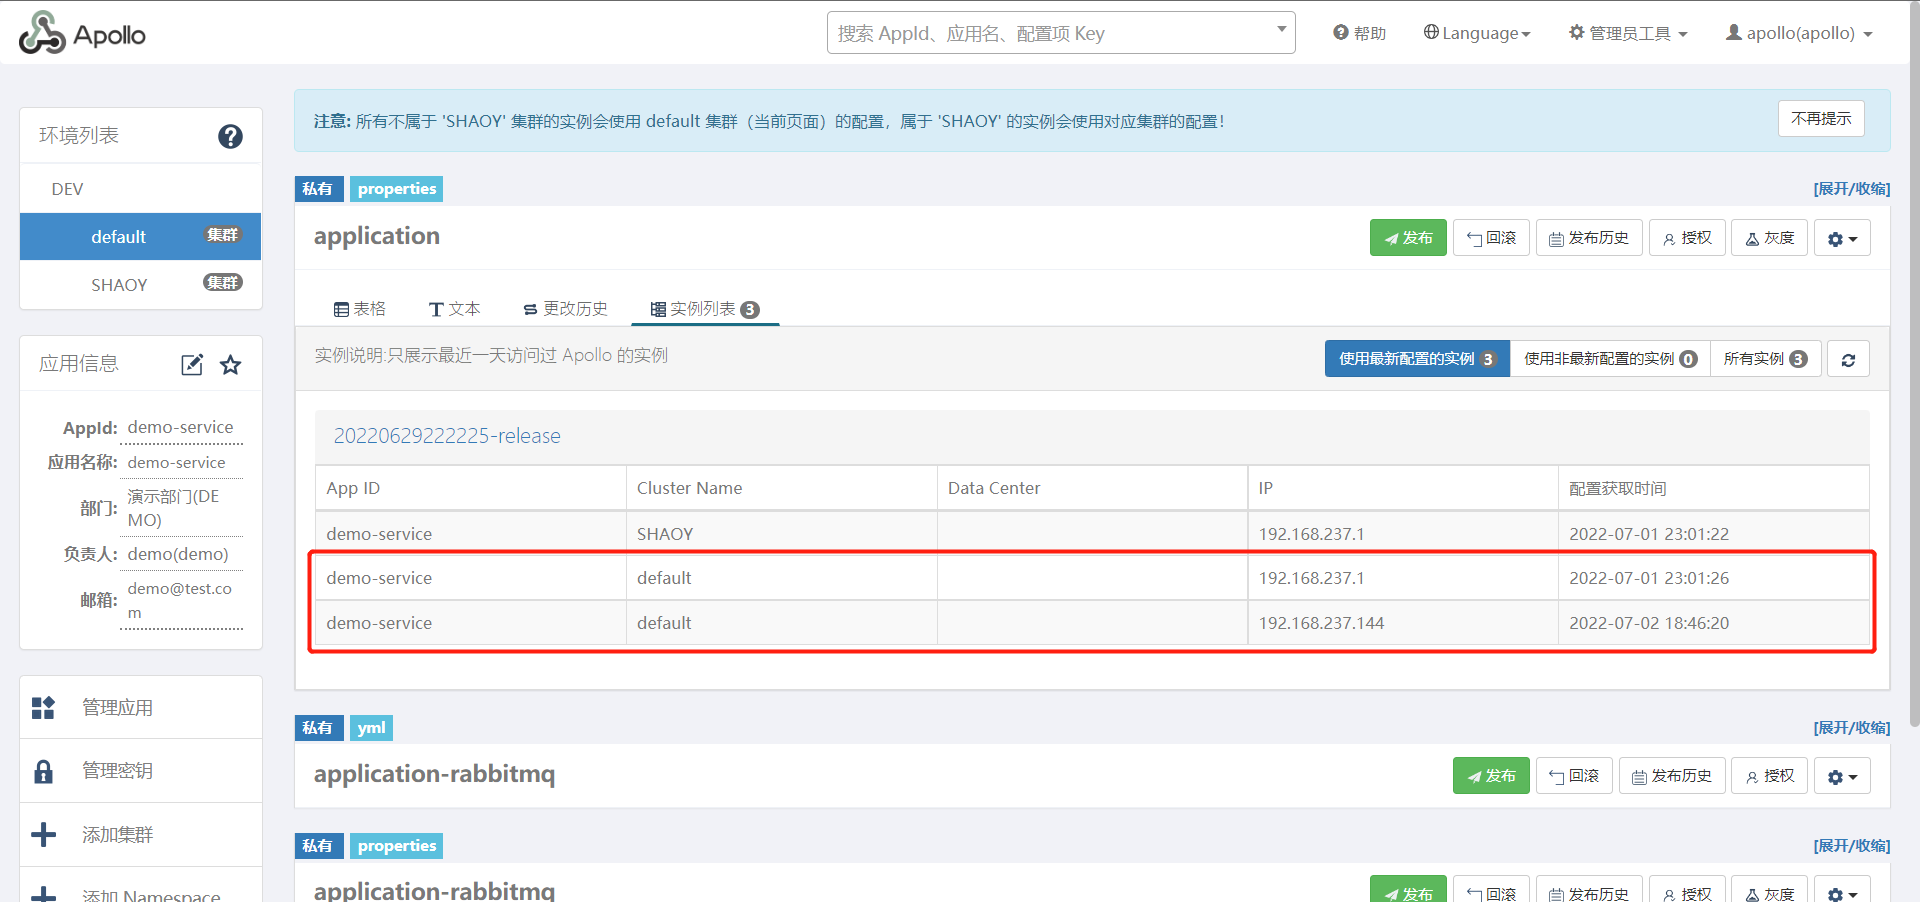 Apollo
搜索 AppId、应用名、配置项 Key
帮助
Language
管理员工具
apollo(apollo)
环境列表
DEV
default 集群
SHAOY 集群
应用信息
AppId: demo-service
应用名称: demo-service
部门: 演示部门(DE
MO)
负责人: demo(demo)
邮箱: demo@test.co
m
管理应用
管理密钥
添加集群
添加 Namespace
注意: 所有不属于 'SHAOY' 集群的实例会使用 default 集群（当前页面）的配置，属于 'SHAOY' 的实例会使用对应集群的配置！
不再提示
私有 properties [展开/收缩]
application 发布 回滚 发布历史 授权 灰度
表格 文本 更改历史 实例列表 3
实例说明:只展示最近一天访问过 Apollo 的实例
使用最新配置的实例 3 使用非最新配置的实例 0 所有实例 3
20220629222225-release
App ID Cluster Name Data Center IP 配置获取时间
demo-service SHAOY 192.168.237.1 2022-07-01 23:01:22
demo-service default 192.168.237.1 2022-07-01 23:01:26
demo-service default 192.168.237.144 2022-07-02 18:46:20
私有 yml [展开/收缩]
application-rabbitmq 发布 回滚 发布历史 授权
私有 properties [展开/收缩]
application-rabbitmq 发布 回滚 发布历史 授权 灰度